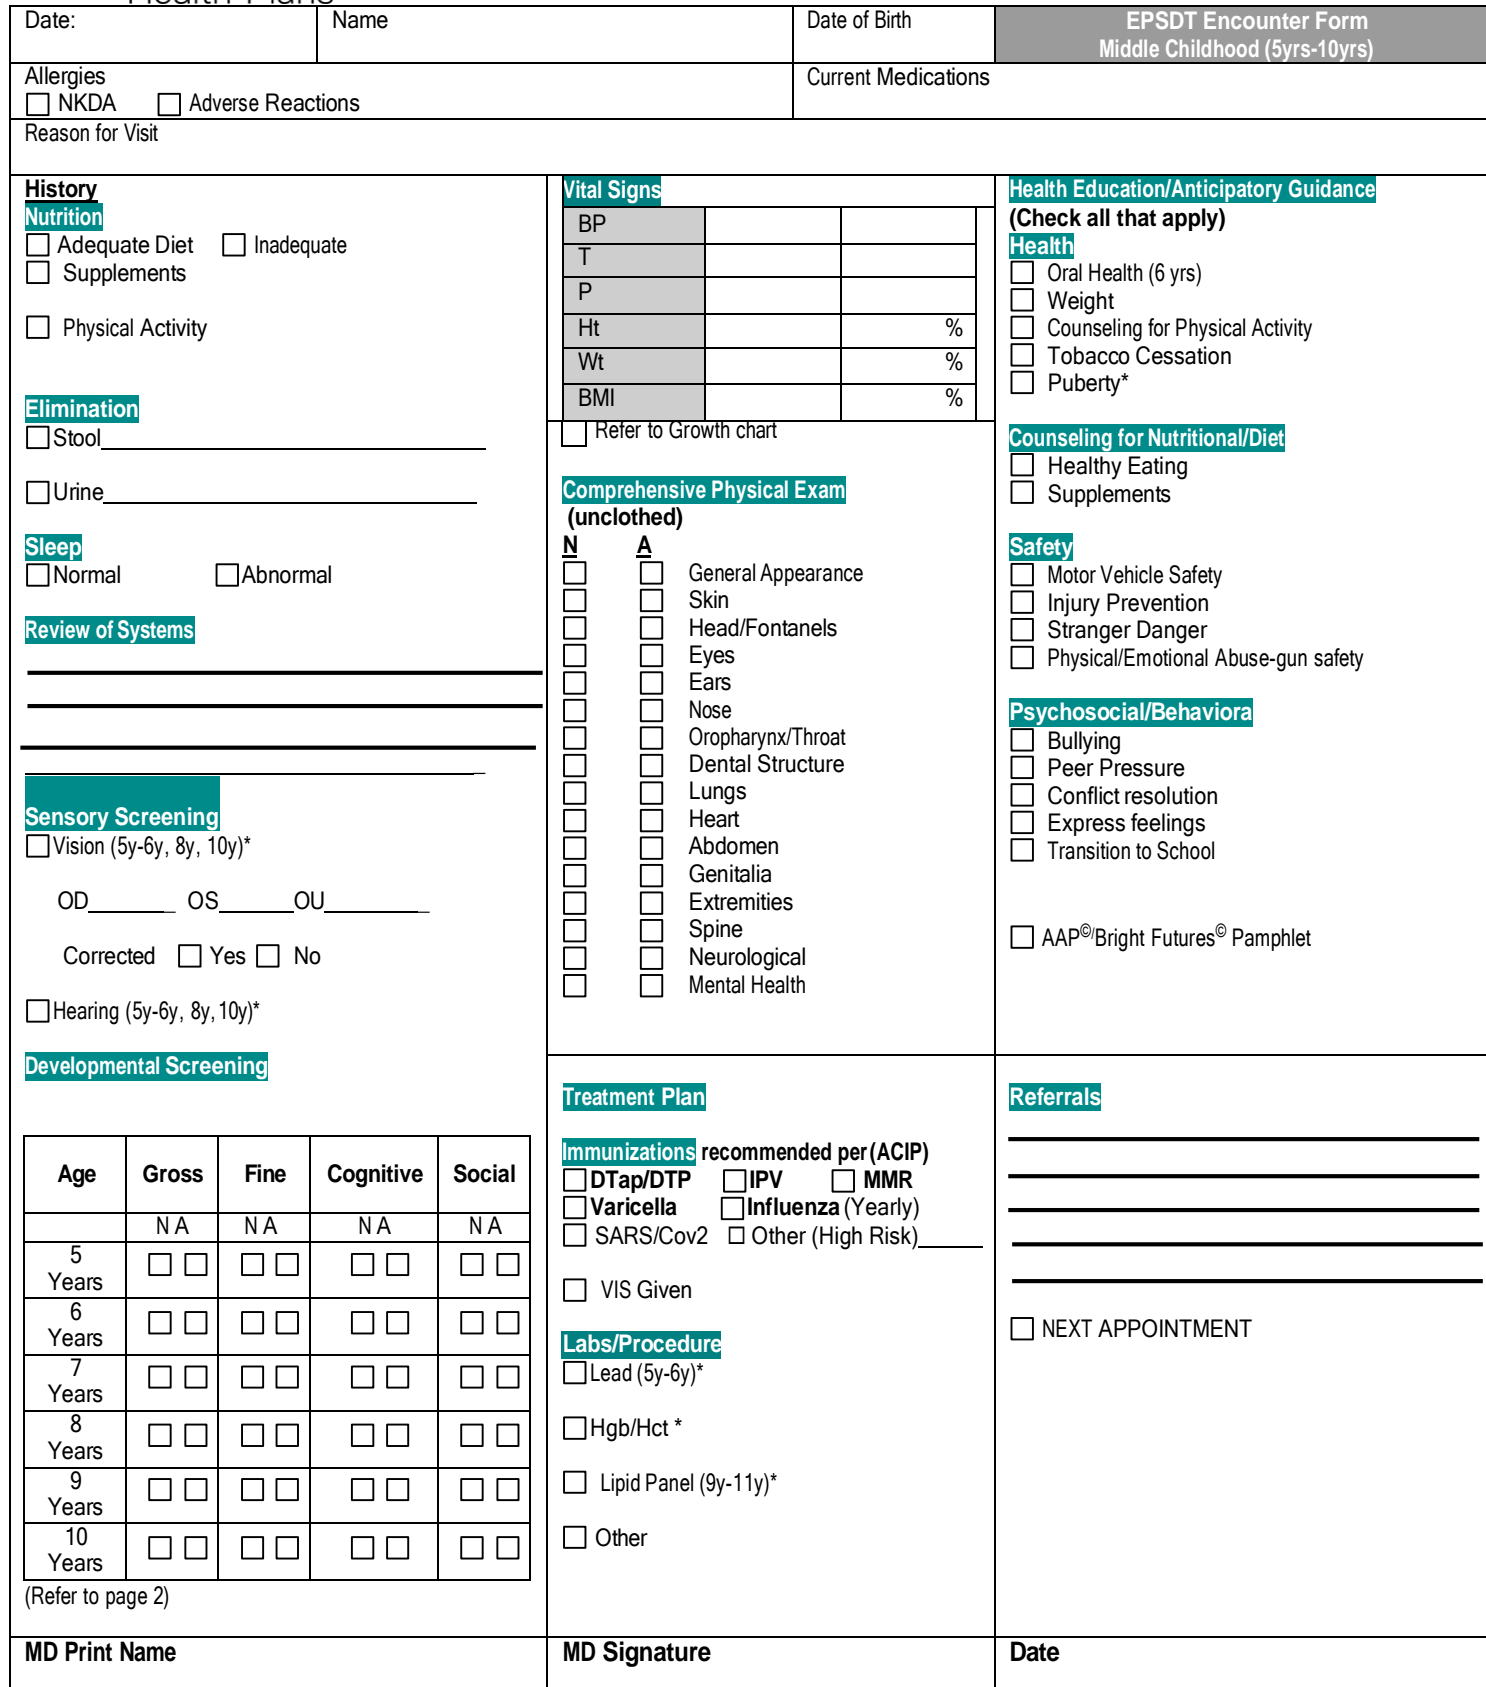 Health Plans
Date:
Name
Date of Birth
EPSDT Encounter Form
Middle Childhood (5yrs-10yrs)
Allergies
NKDA Adverse Reactions
Current Medications
Reason for Visit
History
Nutrition
Adequate Diet Inadequate
Supplements
Physical Activity
Elimination
Stool
Urine
Sleep
Normal Abnormal
Review of Systems
Sensory Screening
Vision (5y-6y, 8y, 10y)*
OD OS OU
Corrected Yes No
Hearing (5y-6y, 8y, 10y)*
Developmental Screening
Age Gross Fine Cognitive Social
N A N A N A N A
5
Years
6
Years
7
Years
8
Years
9
Years
10
Years
(Refer to page 2)
Vital Signs
BP
T
P
Ht %
Wt %
BMI %
Refer to Growth chart
Comprehensive Physical Exam
(unclothed)
N A
General Appearance
Skin
Head/Fontanels
Eyes
Ears
Nose
Oropharynx/Throat
Dental Structure
Lungs
Heart
Abdomen
Genitalia
Extremities
Spine
Neurological
Mental Health
Health Education/Anticipatory Guidance
(Check all that apply)
Health
Oral Health (6 yrs)
Weight
Counseling for Physical Activity
Tobacco Cessation
Puberty*
Counseling for Nutritional/Diet
Healthy Eating
Supplements
Safety
Motor Vehicle Safety
Injury Prevention
Stranger Danger
Physical/Emotional Abuse-gun safety
Psychosocial/Behaviora
Bullying
Peer Pressure
Conflict resolution
Express feelings
Transition to School
AAP©/Bright Futures© Pamphlet
Treatment Plan
Immunizations recommended per (ACIP)
DTap/DTP IPV MMR
Varicella Influenza (Yearly)
SARS/Cov2 Other (High Risk)
VIS Given
Labs/Procedure
Lead (5y-6y)*
Hgb/Hct *
Lipid Panel (9y-11y)*
Other
Referrals
NEXT APPOINTMENT
MD Print Name
MD Signature
Date